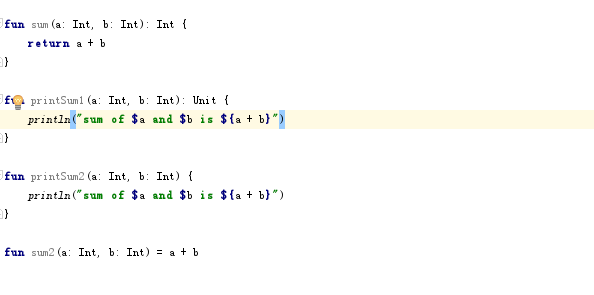 fun sum(a: Int, b: Int): Int {
    return a + b
}
fun printSum1(a: Int, b: Int): Unit {
    println("sum of $a and $b is ${a + b}")
}
fun printSum2(a: Int, b: Int) {
    println("sum of $a and $b is ${a + b}")
}
fun sum2(a: Int, b: Int) = a + b